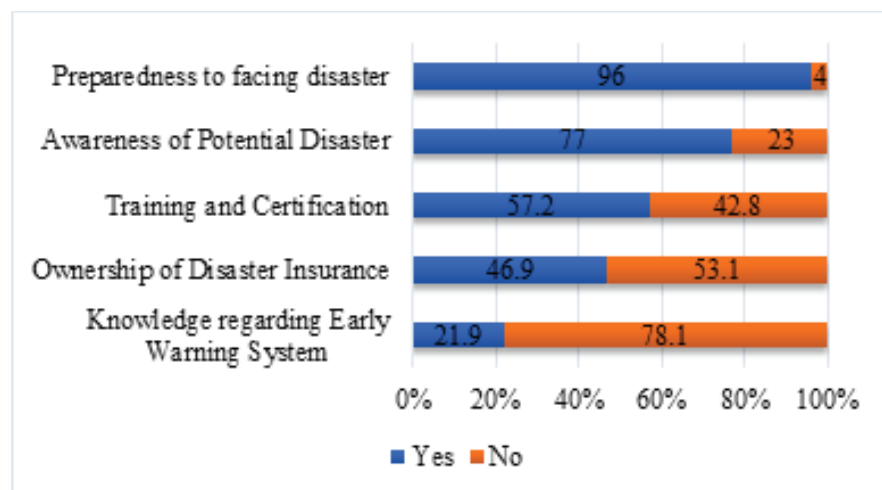 Preparedness to facing disaster
96 4
Awareness of Potential Disaster
77 23
Training and Certification
57.2 42.8
Ownership of Disaster Insurance
46.9 53.1
Knowledge regarding Early
Warning System
21.9 78.1
0% 20% 40% 60% 80% 100%
Yes No